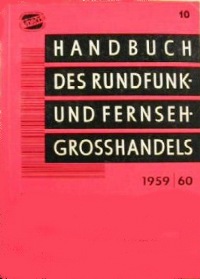 10
HANDBUCH
DES RUNDFUNK-
UND FERNSEH-
GROSSHANDELS
1959/60